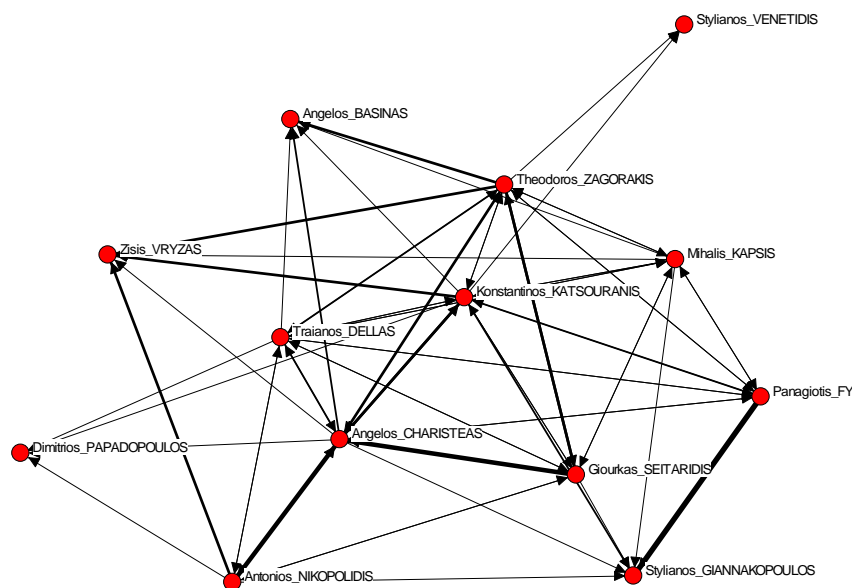 Stylianos_VENETIDIS
Angelos_BASINAS
Theodoros_ZAGORAKIS
Zisis_VRYZAS
Mihalis_KAPSIS
Konstantinos_KATSOURANIS
Traianos_DELLAS
Panagiotis_FY
Angelos_CHARISTEAS
Dimitrios_PAPADOPOULOS
Giourkas_SEITARIDIS
Antonios_NIKOPOLIDIS
Stylianos_GIANNAKOPOULOS